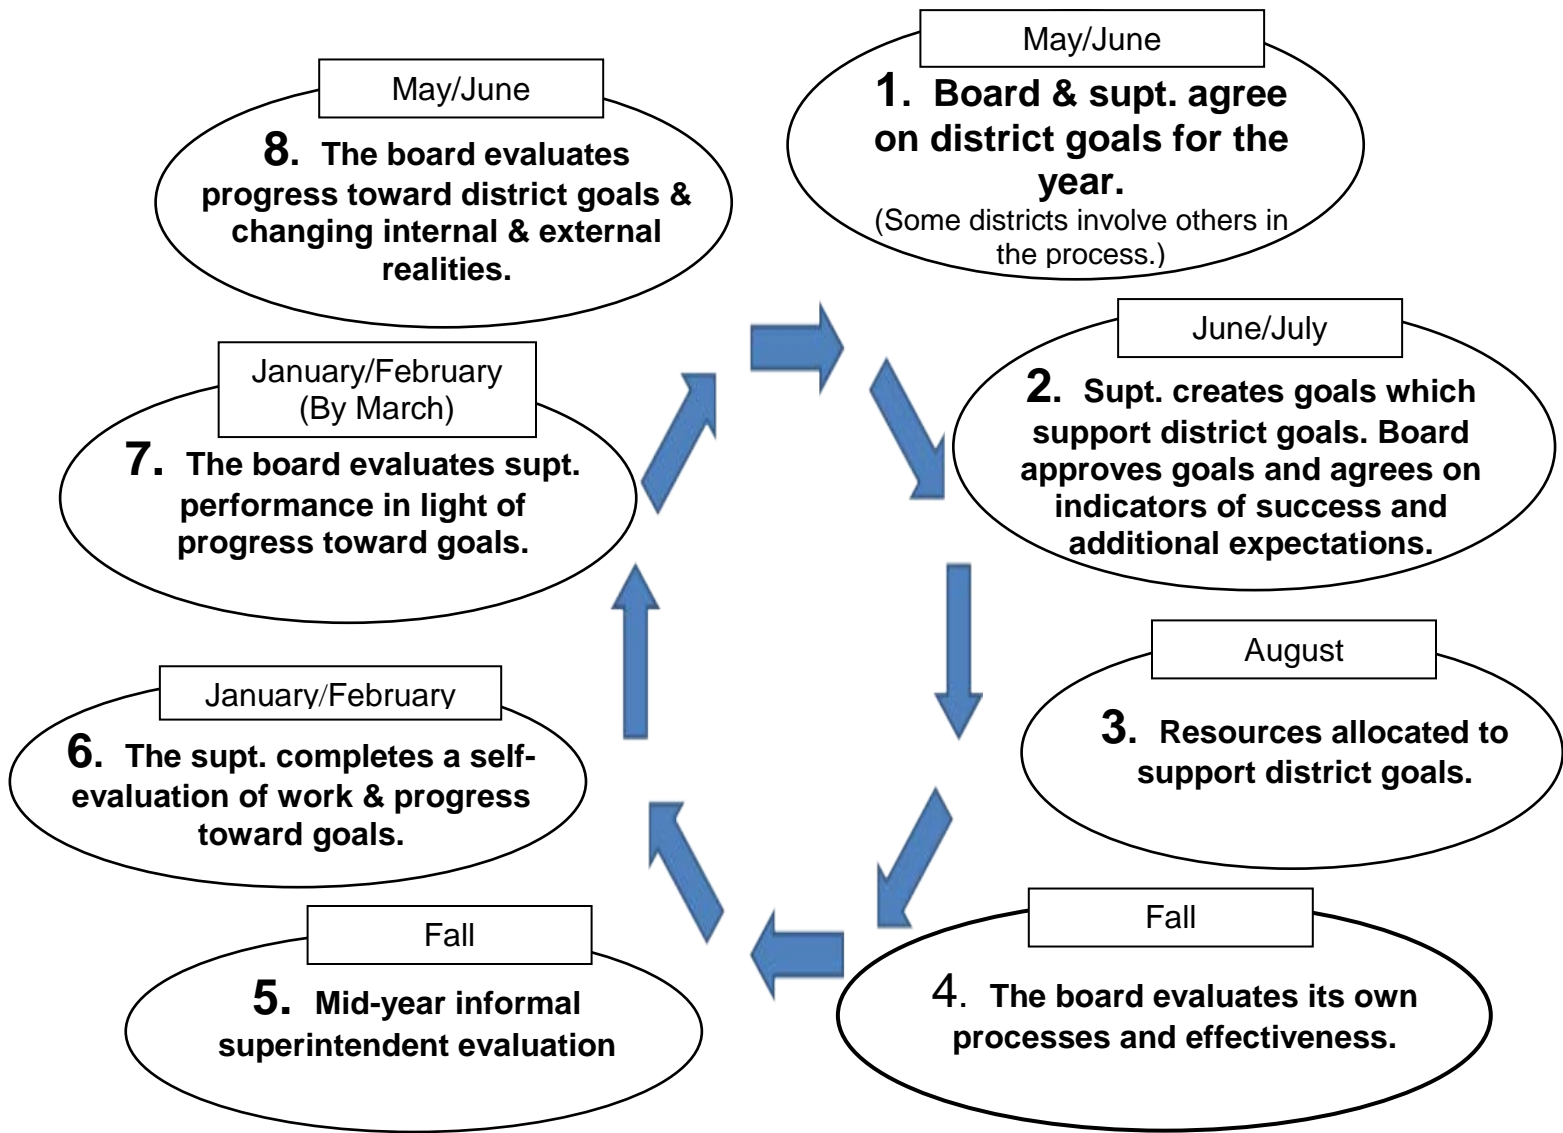 May/June
1. Board & supt. agree
on district goals for the
year.
(Some districts involve others in
the process.)
June/July
2. Supt. creates goals which
support district goals. Board
approves goals and agrees on
indicators of success and
additional expectations.
August
3. Resources allocated to
support district goals.
Fall
4. The board evaluates its own
processes and effectiveness.
Fall
5. Mid-year informal
superintendent evaluation
January/February
6. The supt. completes a self-
evaluation of work & progress
toward goals.
January/February
(By March)
7. The board evaluates supt.
performance in light of
progress toward goals.
May/June
8. The board evaluates
progress toward district goals &
changing internal & external
realities.